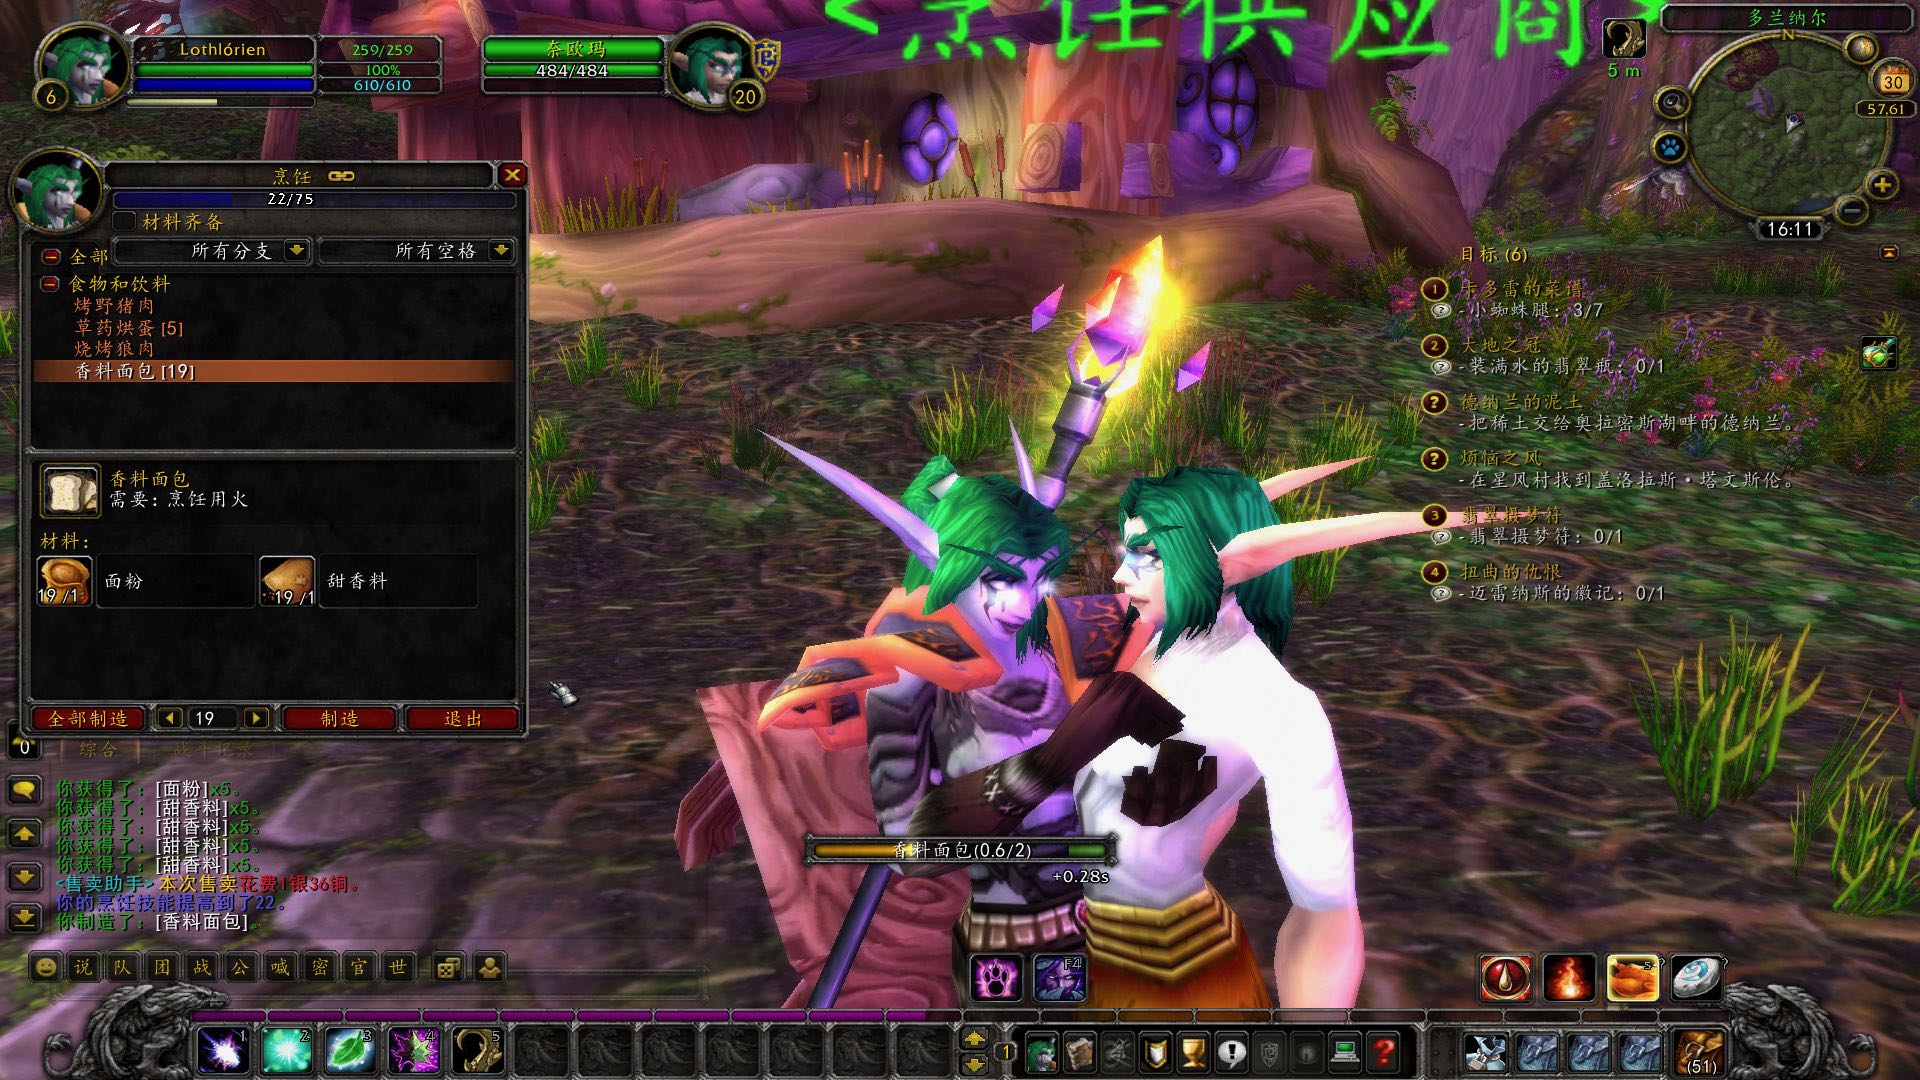 <烹饪供应商>
Lothlórien
259/259
100%
610/610
6
奈欧玛
484/484
20
5 m
多兰纳尔
N
30
57,61
16:11
烹饪
22/75
材料齐备
全部
所有分支
所有空格
食物和饮料
烤野猪肉
草药烘蛋 [5]
烧烤狼肉
香料面包 [19]
香料面包
需要: 烹饪用火
材料:
19 /1
面粉
19 /1
甜香料
全部制造
19
制造
退出
目标 (6)
1 卡多雷的菜谱
- 小蜘蛛腿: 3/7
2 大地之冠
- 装满水的翡翠瓶: 0/1
? 德纳兰的泥土
- 把稀土交给奥拉密斯湖畔的德纳兰。
? 烦恼之风
- 在星风村找到盖洛拉斯·塔文斯伦。
3 翡翠摄梦符
- 翡翠摄梦符: 0/1
4 扭曲的仇恨
- 迈雷纳斯的徽记: 0/1
0
综合
战斗记录
你获得了: [面粉]x5。
你获得了: [甜香料]x5。
你获得了: [甜香料]x5。
你获得了: [甜香料]x5。
你获得了: [甜香料]x5。
<售卖助手> 本次售卖花费1银36铜。
你的烹饪技能提高到了22。
你制造了: [香料面包]。
香料面包(0.6/2)
+0.28s
说 队 团 战 公 喊 密 官 世
F4
1 2 3 4 5
1
(51)